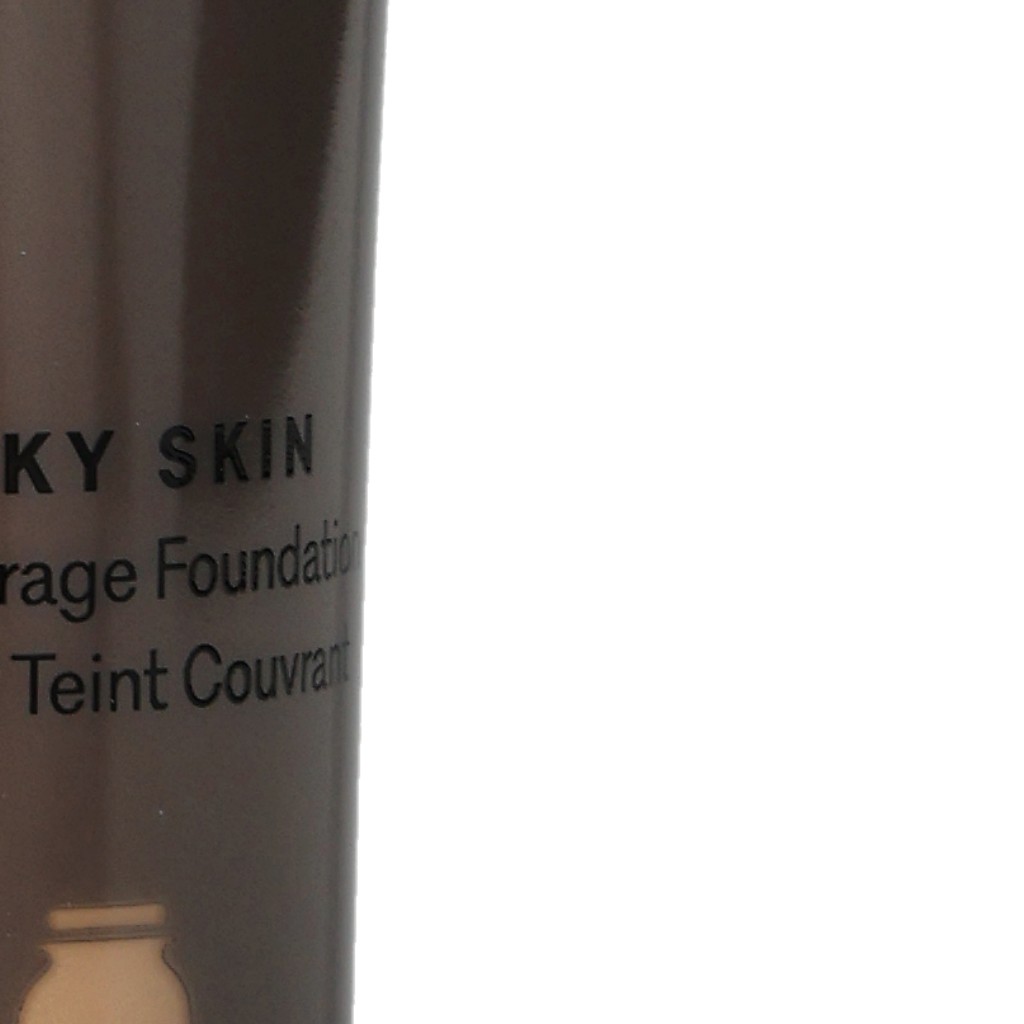 KY SKIN
rage Foundation
Teint Couvrant